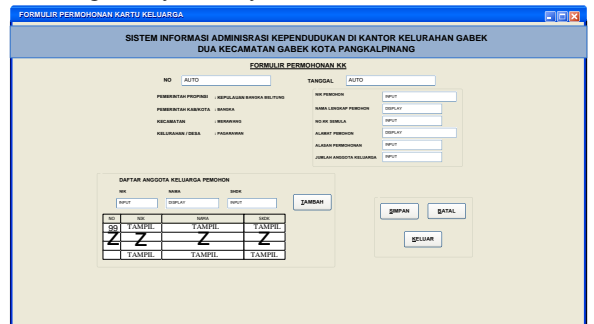 FORMULIR PERMOHONAN KARTU KELUARGA
SISTEM INFORMASI ADMINISRASI KEPENDUDUKAN DI KANTOR KELURAHAN GABEK
DUA KECAMATAN GABEK KOTA PANGKALPINANG
FORMULIR PERMOHONAN KK
NO AUTO TANGGAL AUTO
PEMERINTAH PROPINSI : KEPULAUAN BANGKA BELITUNG
PEMERINTAH KAB/KOTA : BANGKA
KECAMATAN : MERAWANG
KELURAHAN / DESA : PAGARAWAN
NIK PEMOHON INPUT
NAMA LENGKAP PEMOHON DISPLAY
NO.KK SEMULA INPUT
ALAMAT PEMOHON DISPLAY
ALASAN PERMOHONAN INPUT
JUMLAH ANGGOTA KELUARGA INPUT
DAFTAR ANGGOTA KELUARGA PEMOHON
NIK NAMA SHDK
INPUT DISPLAY INPUT TAMBAH
NO NIK NAMA SKDK
99 TAMPIL TAMPIL TAMPIL
Z Z Z Z
TAMPIL TAMPIL TAMPIL
SIMPAN BATAL
KELUAR